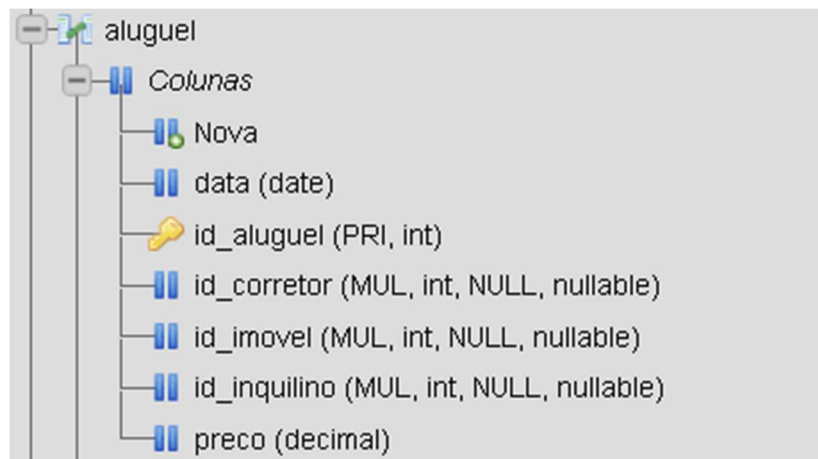 aluguel
Colunas
Nova
data (date)
id_aluguel (PRI, int)
id_corretor (MUL, int, NULL, nullable)
id_imovel (MUL, int, NULL, nullable)
id_inquilino (MUL, int, NULL, nullable)
preco (decimal)